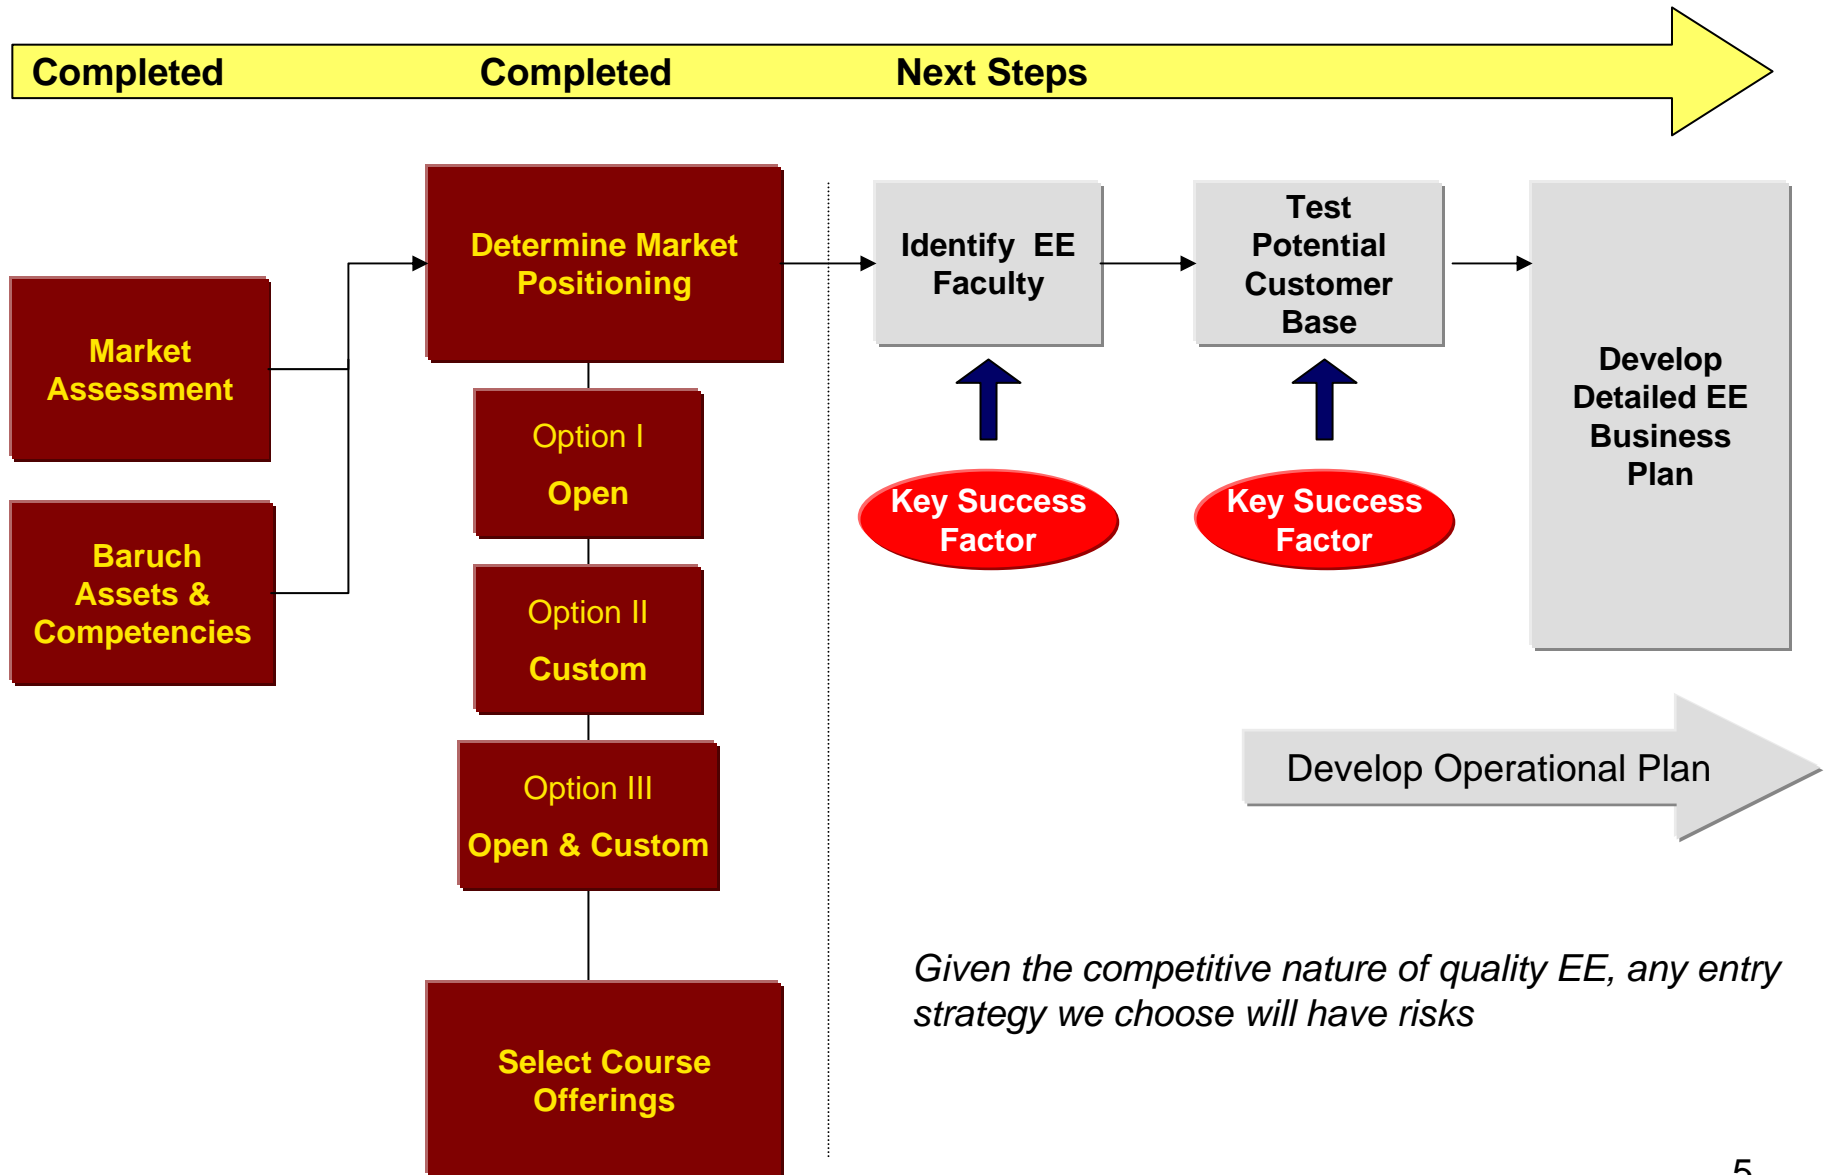 Completed Completed Next Steps
Market
Assessment
Baruch
Assets &
Competencies
Determine Market
Positioning
Option I
Open
Option II
Custom
Option III
Open & Custom
Select Course
Offerings
Identify EE
Faculty
Key Success
Factor
Test
Potential
Customer
Base
Key Success
Factor
Develop
Detailed EE
Business
Plan
Develop Operational Plan
Given the competitive nature of quality EE, any entry
strategy we choose will have risks
5